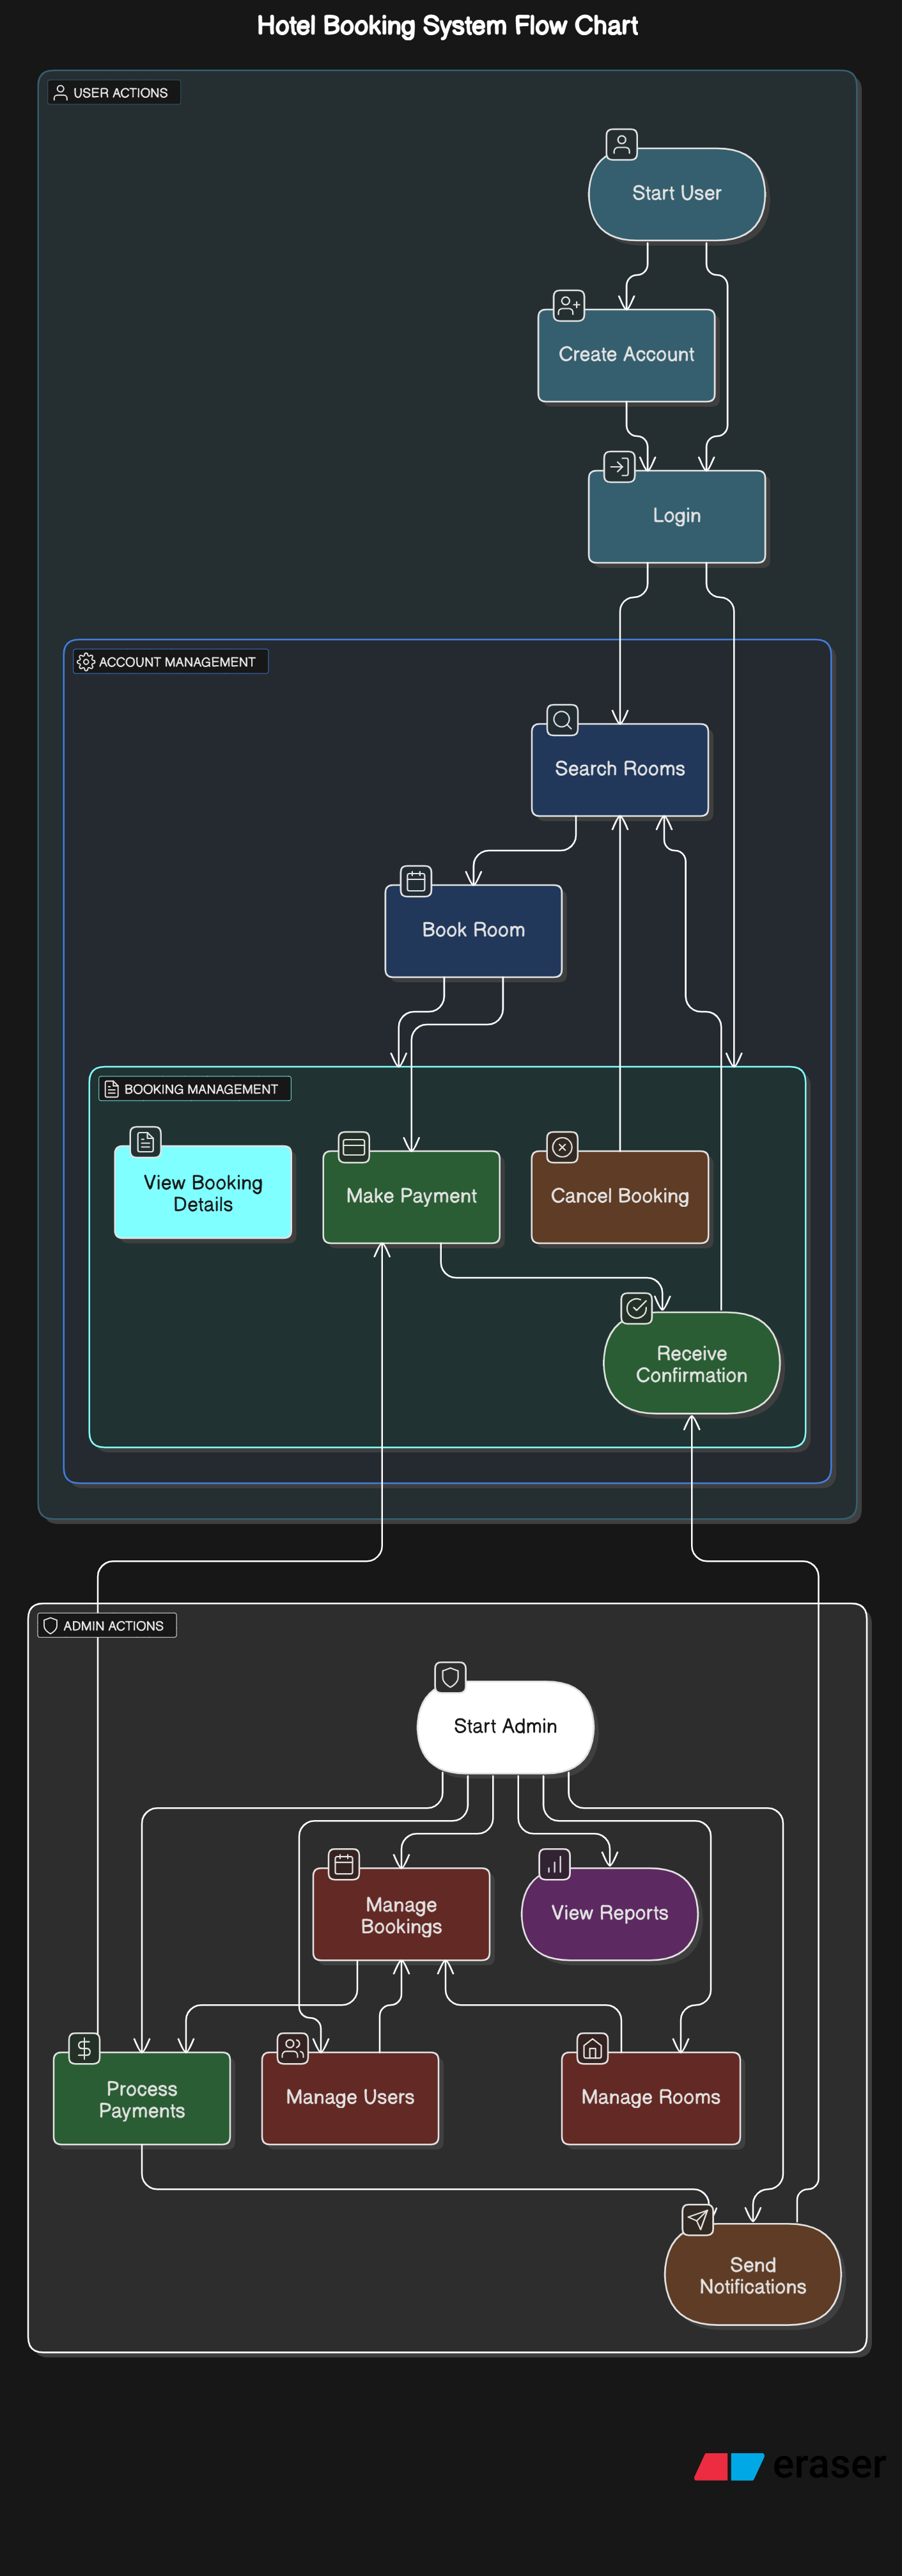 Hotel Booking System Flow Chart
USER ACTIONS
Start User
Create Account
Login
ACCOUNT MANAGEMENT
Search Rooms
Book Room
BOOKING MANAGEMENT
View Booking
Details
Make Payment
Cancel Booking
Receive
Confirmation
ADMIN ACTIONS
Start Admin
Manage
Bookings
View Reports
Process
Payments
Manage Users
Manage Rooms
Send
Notifications
eraser